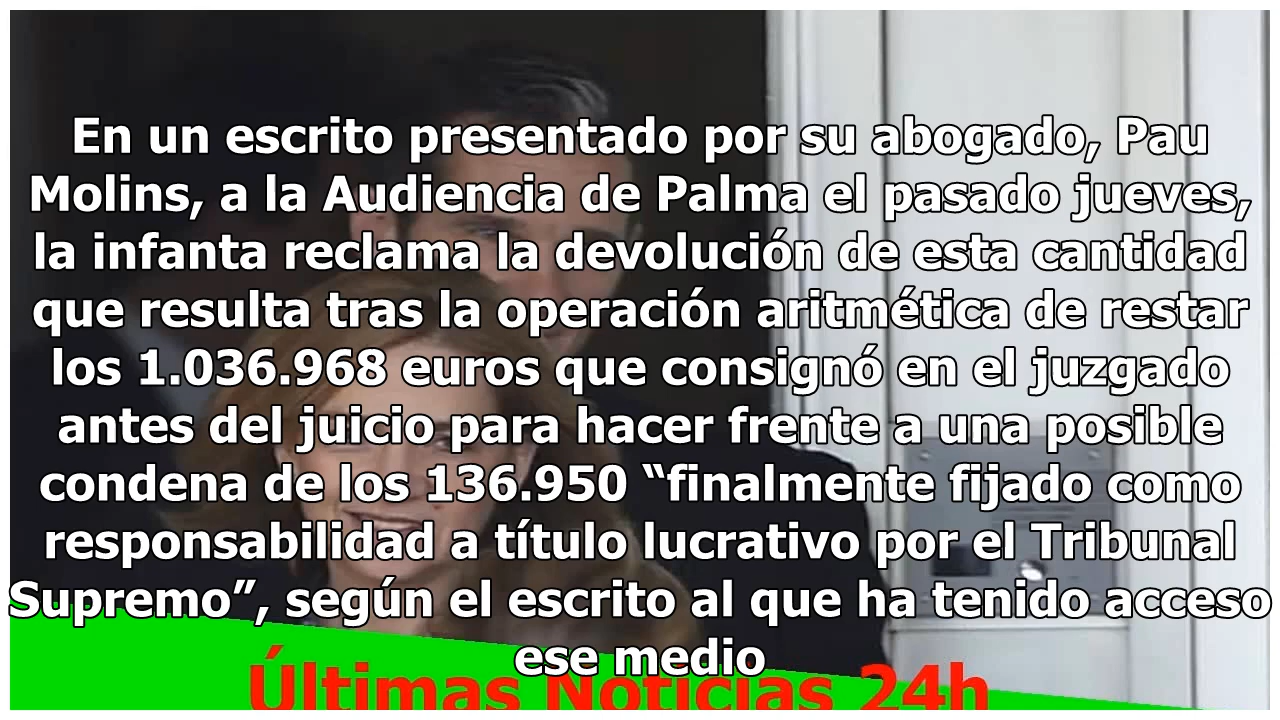 En un escrito presentado por su abogado, Pau
Molins, a la Audiencia de Palma el pasado jueves,
la infanta reclama la devolución de esta cantidad
que resulta tras la operación aritmética de restar
los 1.036.968 euros que consignó en el juzgado
antes del juicio para hacer frente a una posible
condena de los 136.950 “finalmente fijado como
responsabilidad a título lucrativo por el Tribunal
Supremo”, según el escrito al que ha tenido acceso
ese medio
Últimas Noticias 24h